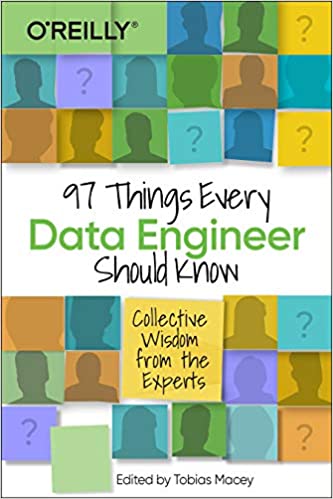 O'REILLY®
?
?
?
?
97 Things Every
Data Engineer
Should Know
Collective
Wisdom
from the
Experts
?
?
?
?
Edited by Tobias Macey